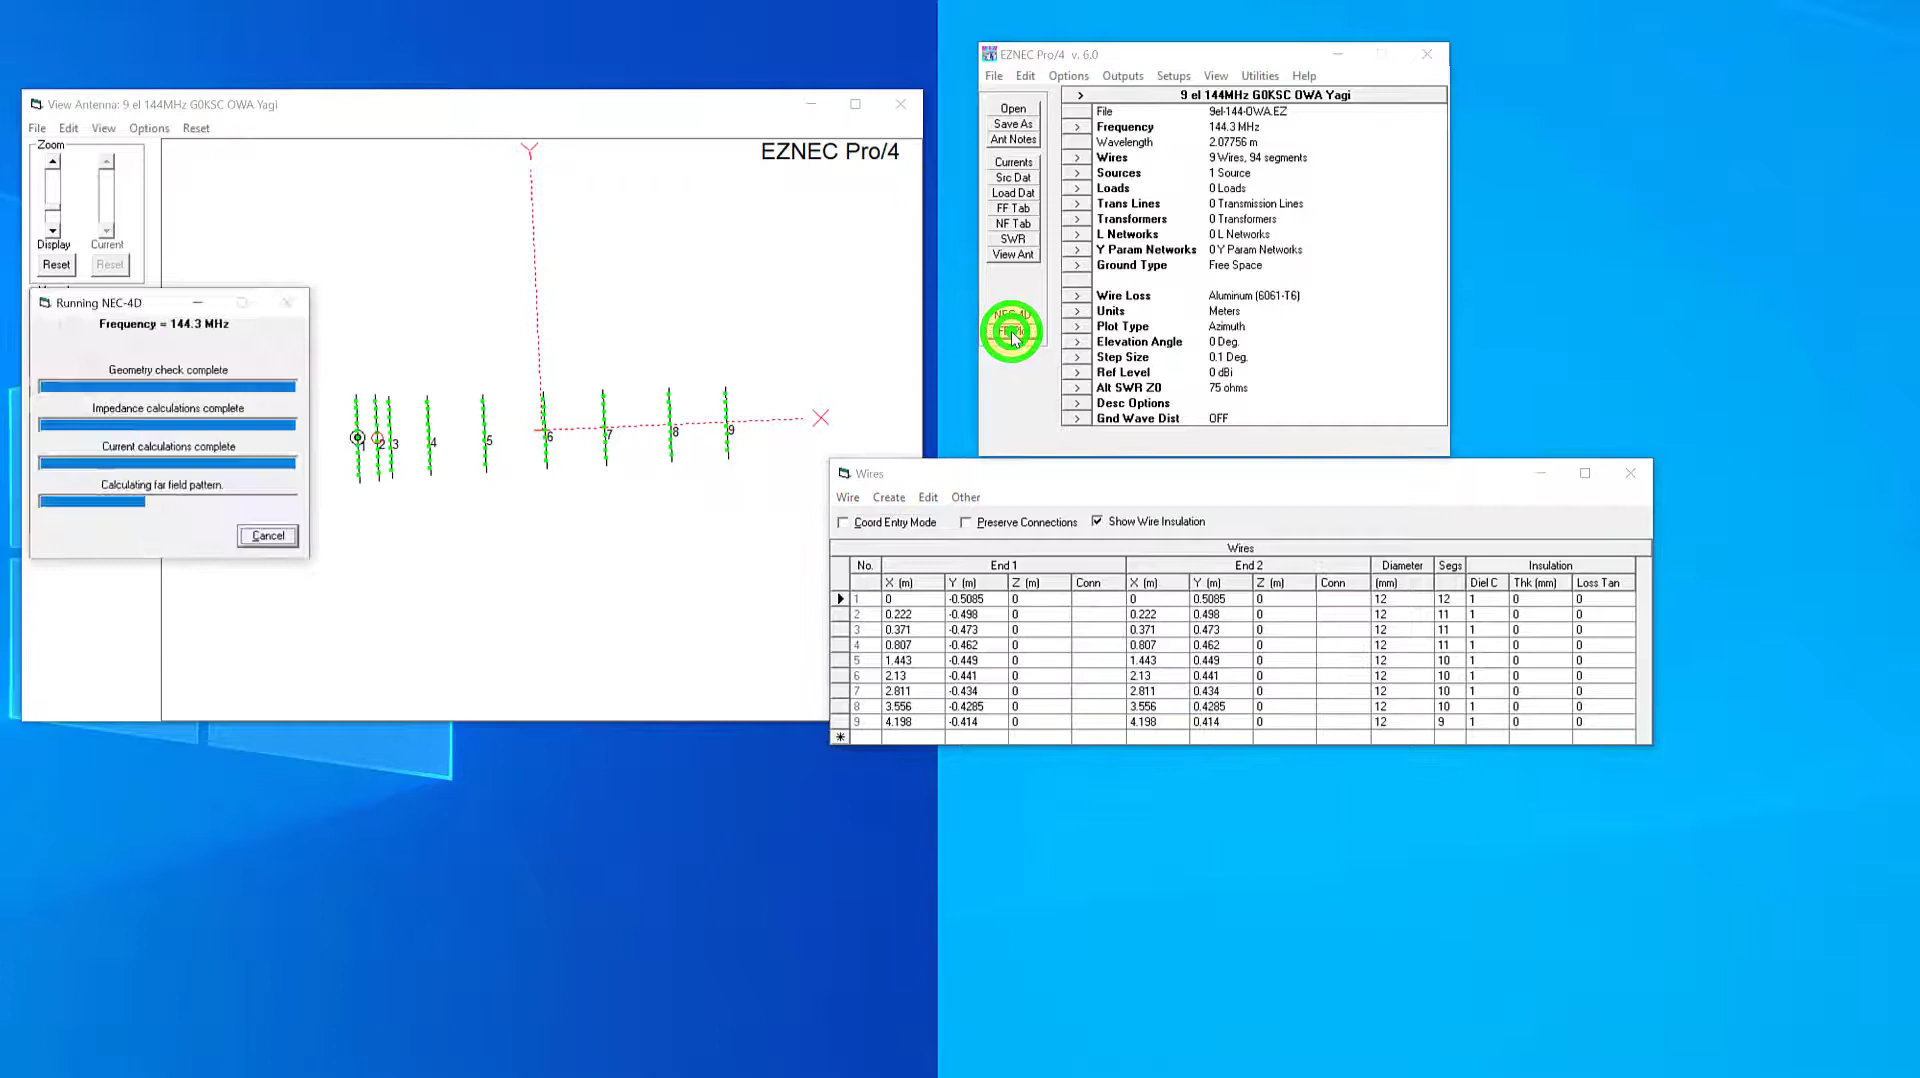 View Antenna: 9 el 144MHz G0KSC OWA Yagi
File Edit View Options Reset
Zoom
Display Current
Reset Reset
EZNEC Pro/4
Y
X
1 2 3 4 5 6 7 8 9
Running NEC-4D
Frequency = 144.3 MHz
Geometry check complete
Impedance calculations complete
Current calculations complete
Calculating far field pattern.
Cancel
EZNEC Pro/4 v. 6.0
File Edit Options Outputs Setups View Utilities Help
Open
Save As
Ant Notes
Currents
Src Dat
Load Dat
FF Tab
NF Tab
SWR
View Ant
NEC-4D
> 9 el 144MHz G0KSC OWA Yagi
File 9el-144-OWA.EZ
> Frequency 144.3 MHz
Wavelength 2.07756 m
> Wires 9 Wires, 94 segments
> Sources 1 Source
> Loads 0 Loads
> Trans Lines 0 Transmission Lines
> Transformers 0 Transformers
> L Networks 0 L Networks
> Y Param Networks 0 Y Param Networks
> Ground Type Free Space
> Wire Loss Aluminum (6061-T6)
> Units Meters
> Plot Type Azimuth
> Elevation Angle 0 Deg.
> Step Size 0.1 Deg.
> Ref Level 0 dBi
> Alt SWR Z0 75 ohms
> Desc Options
> Gnd Wave Dist OFF
Wires
Wire Create Edit Other
Coord Entry Mode Preserve Connections Show Wire Insulation
Wires
No. End 1 End 2 Diameter Segs Insulation
X (m) Y (m) Z (m) Conn X (m) Y (m) Z (m) Conn (mm) Diel C Thk (mm) Loss Tan
1 0 -0.5085 0 0 0.5085 0 12 12 1 0 0
2 0.222 -0.498 0 0.222 0.498 0 12 11 1 0 0
3 0.371 -0.473 0 0.371 0.473 0 12 11 1 0 0
4 0.807 -0.462 0 0.807 0.462 0 12 11 1 0 0
5 1.443 -0.449 0 1.443 0.449 0 12 10 1 0 0
6 2.13 -0.441 0 2.13 0.441 0 12 10 1 0 0
7 2.811 -0.434 0 2.811 0.434 0 12 10 1 0 0
8 3.556 -0.4285 0 3.556 0.4285 0 12 10 1 0 0
9 4.198 -0.414 0 4.198 0.414 0 12 9 1 0 0
*